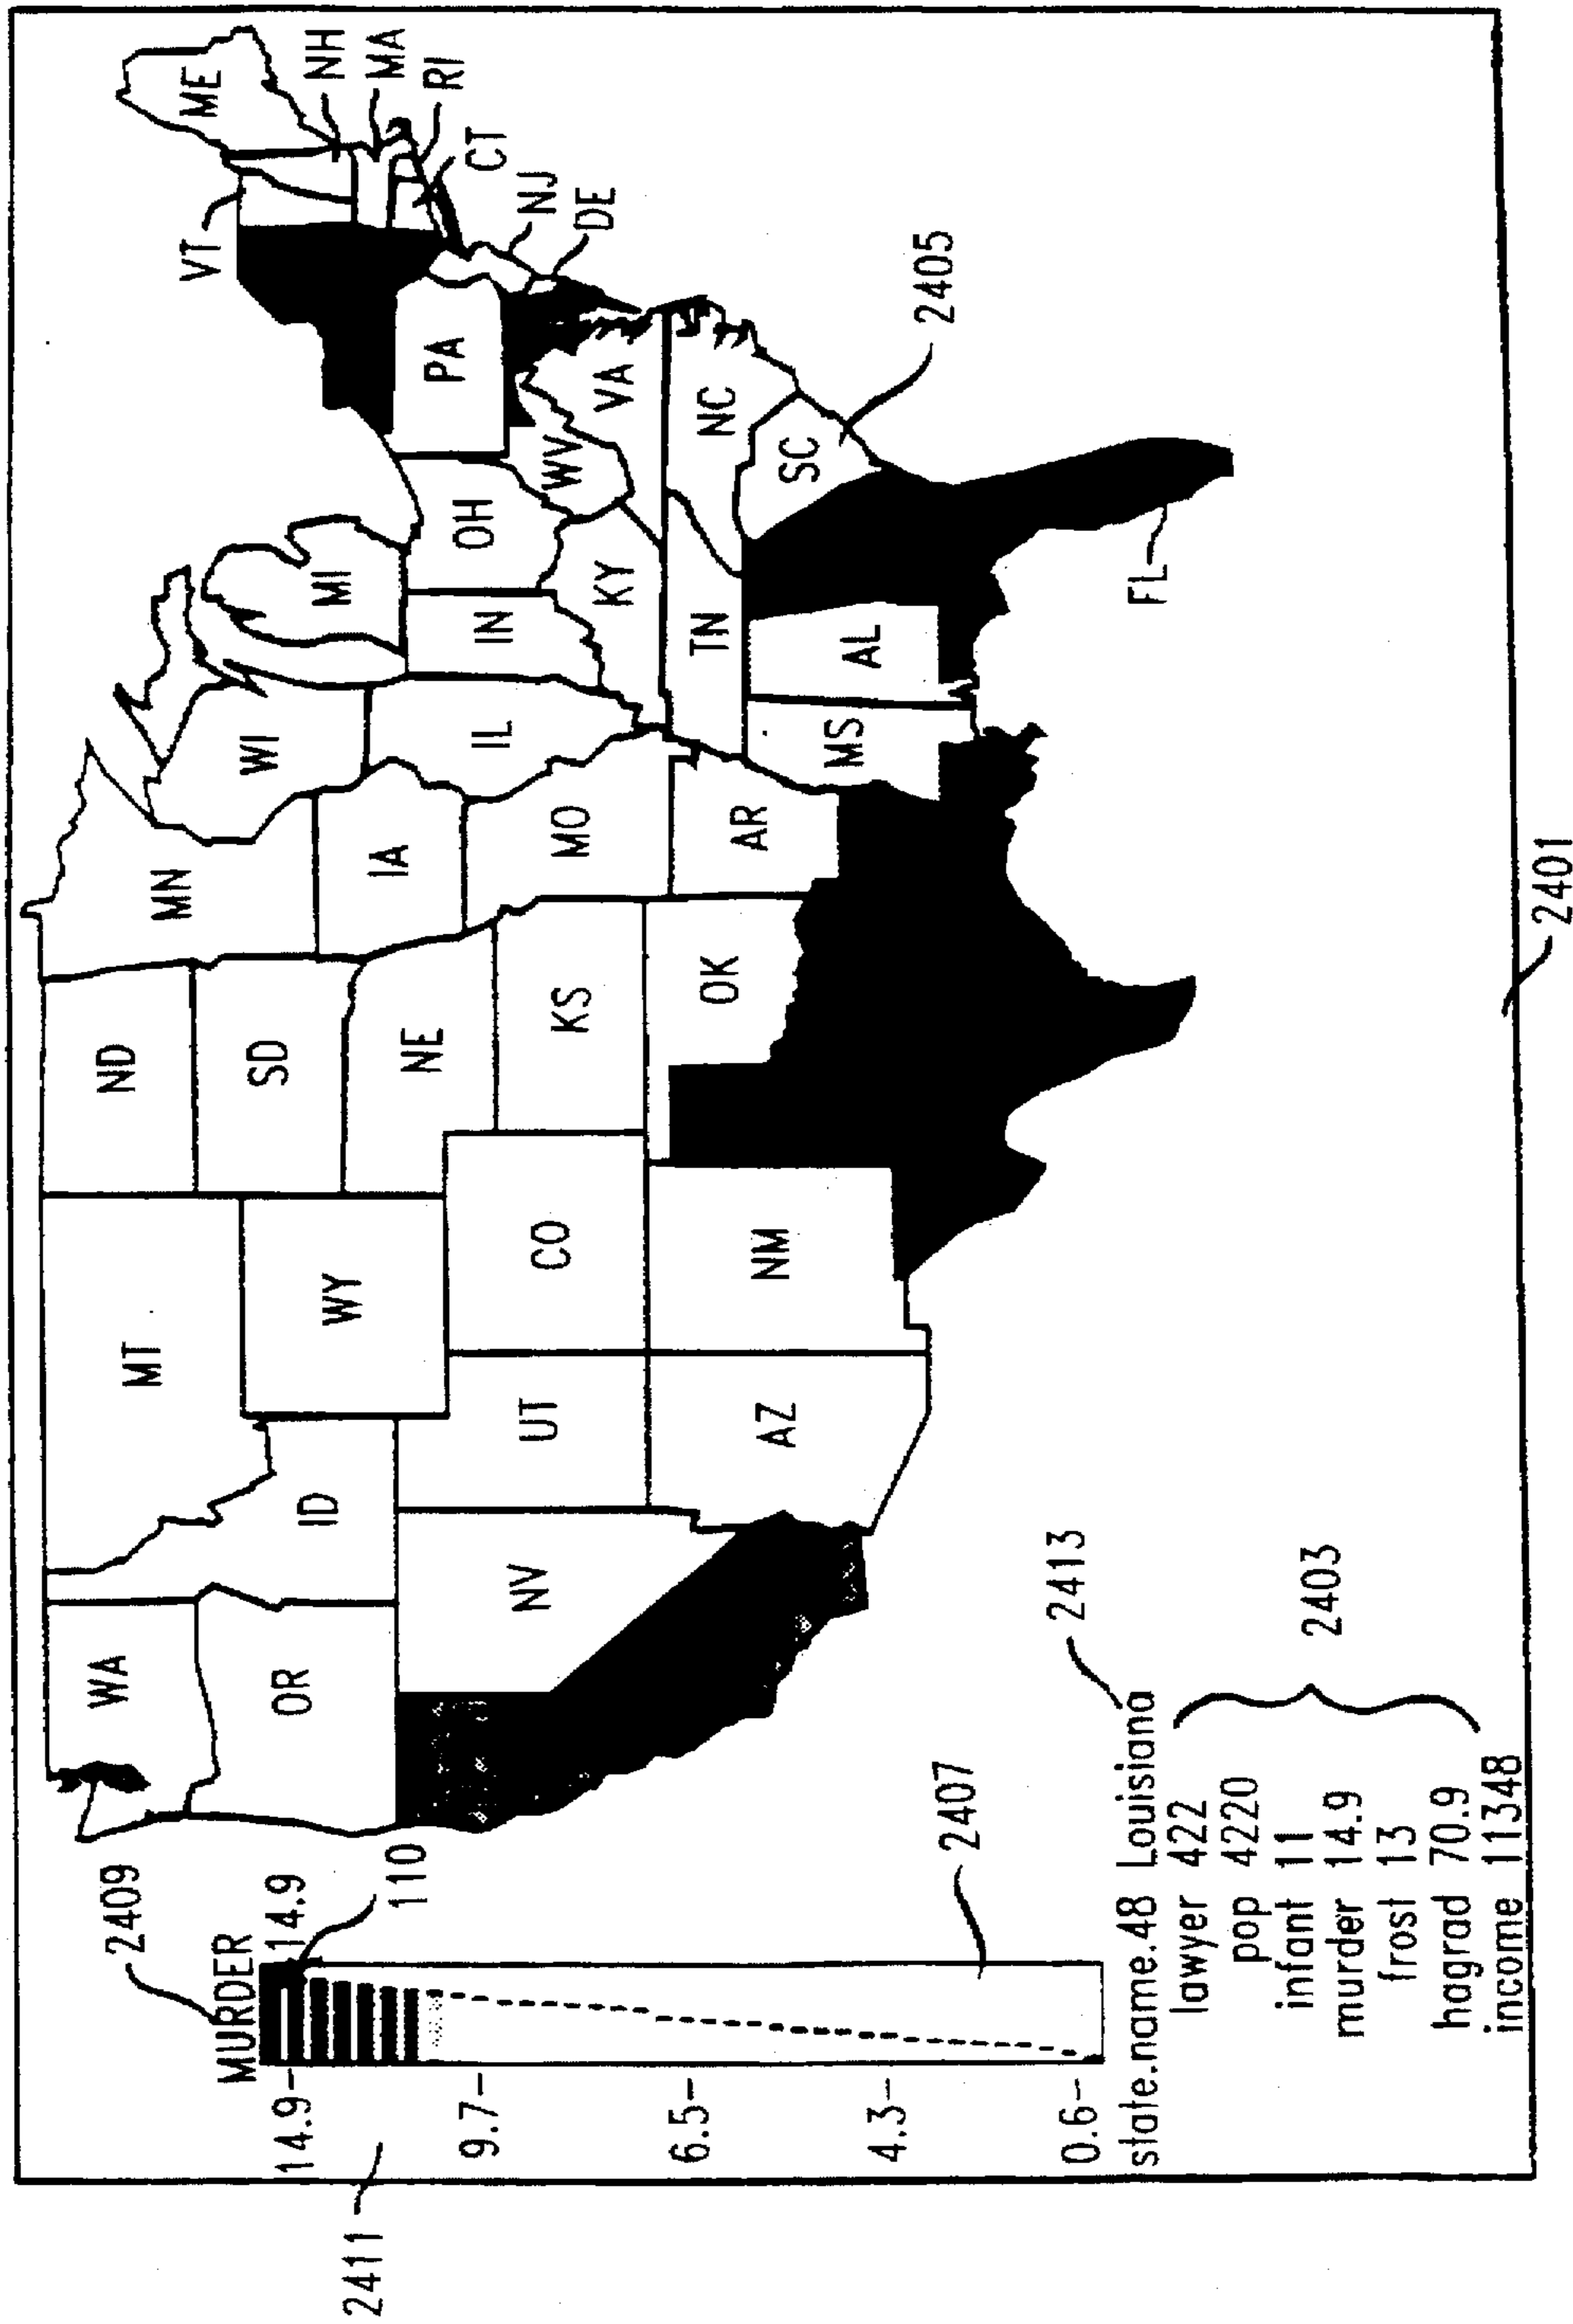 2411
2409
MURDER
14.9
14.9
9.7
6.5
4.3
0.6
110
2407
state.name.48 Louisiana
lawyer 422
pop 4220
infant 11
murder 14.9
frost 13
hsgrad 70.9
income 11348
2413
2403
WA
OR
NV
ID
MT
WY
UT
AZ
CO
NM
ND
SD
NE
KS
OK
MN
IA
MO
AR
WI
IL
MS
MI
IN
KY
TN
AL
OH
WV
VA
NC
SC
PA
FL
VT
ME
NH
MA
RI
CT
NJ
DE
2405
2401